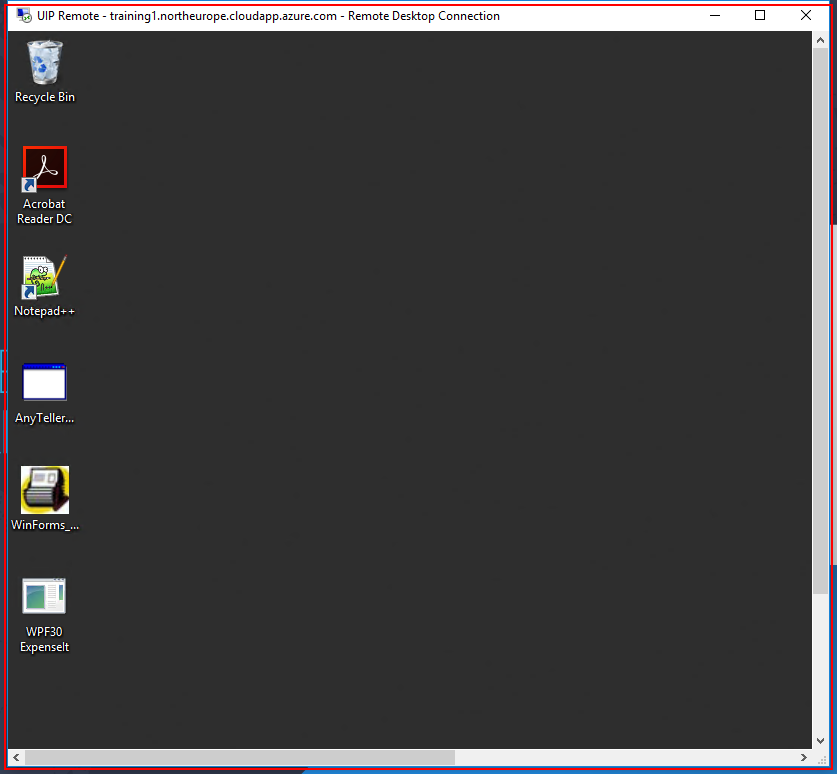 UIP Remote - training1.northeurope.cloudapp.azure.com - Remote Desktop Connection
Recycle Bin
Acrobat
Reader DC
Notepad++
AnyTeller...
WinForms_...
WPF30
ExpenseIt